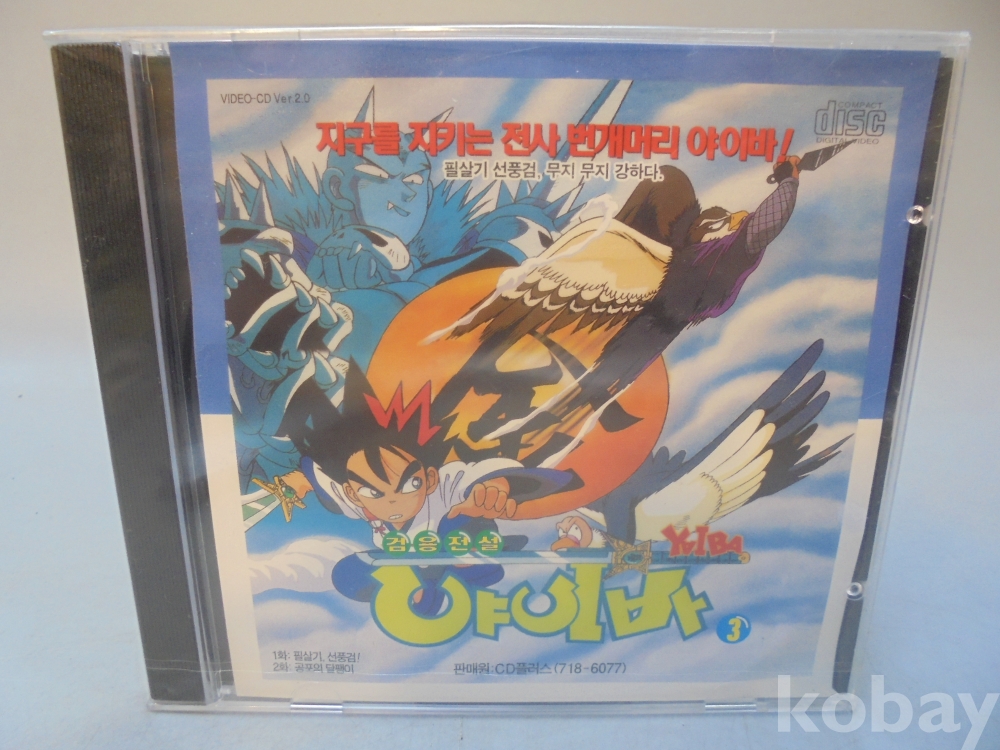 VIDEO-CD Ver 2.0
COMPACT
disc
DIGITAL VIDEO
지구를 지키는 전사 번개머리 야이바!
필살기 선풍검, 무지 무지 강하다.
검용전설
YAIBA
야이바 3
1화: 필살기, 선풍검!
2화: 공포의 달팽이
판매원:CD플러스(718-6077)
kobay